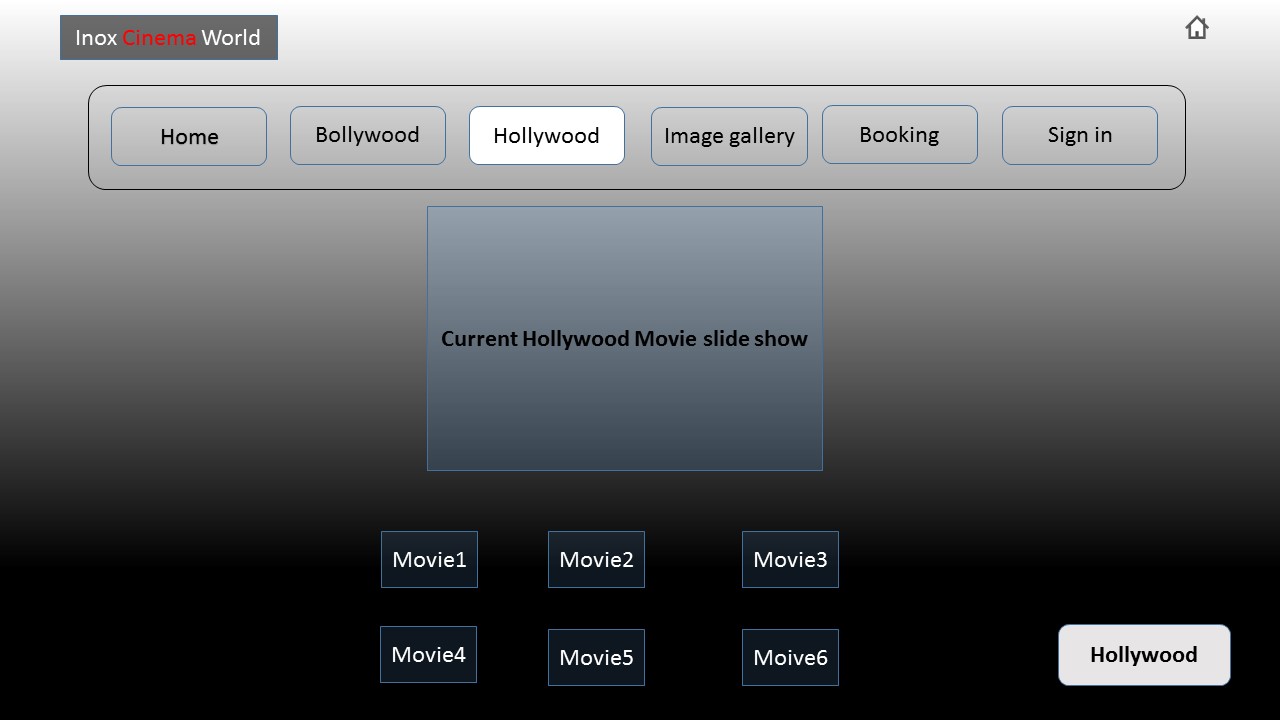 Inox Cinema World
Home
Bollywood
Hollywood
Image gallery
Booking
Sign in
Current Hollywood Movie slide show
Movie1
Movie2
Movie3
Movie4
Movie5
Moive6
Hollywood